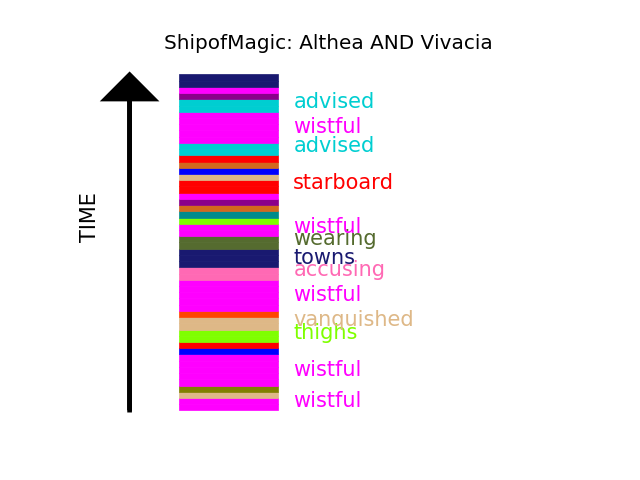 ShipofMagic: Althea AND Vivacia
TIME
advised
wistful
advised
starboard
wistful
wearing
towns
accusing
wistful
vanquished
thighs
wistful
wistful